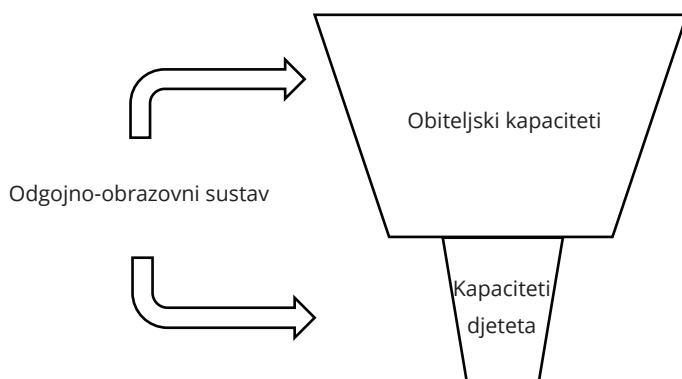 Obiteljski kapaciteti
Odgojno-obrazovni sustav
Kapaciteti
djeteta